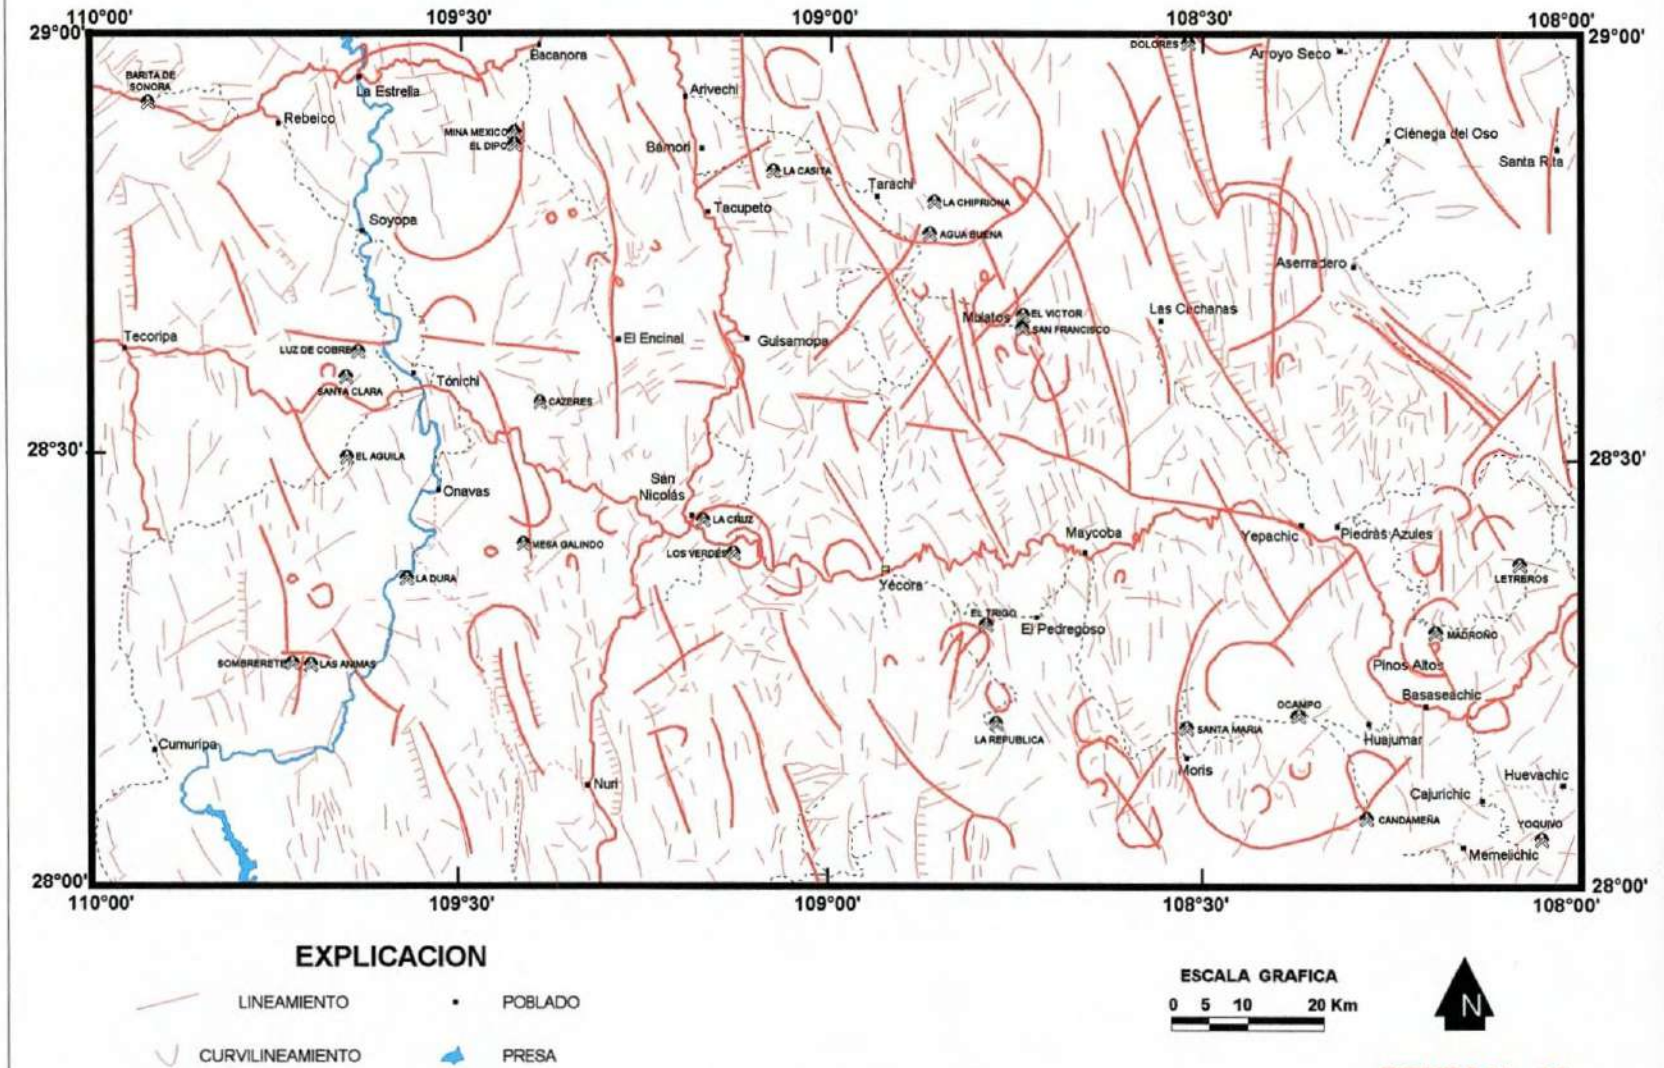 110°00'
109°30'
109°00'
108°30'
108°00'
29°00'
29°00'
DOLORES
Bacanora
Arroyo Seco
BARITA DE
SONORA
La Estrella
Arivechi
Rebeico
MINA MEXICO
EL DIPO
Bámori
Ciénega del Oso
Santa Rita
LA CASITA
Tarachi
LA CHIPRIONA
Tacupeto
Soyopa
AGUA BUENA
Aserradero
Mulatos
EL VICTOR
SAN FRANCISCO
Las Cachanas
Tecoripa
LUZ DE COBRE
El Encinal
Guisamopa
SANTA CLARA
Tónichi
CAZERES
28°30'
28°30'
EL AGUILA
Onavas
San
Nicolás
LA CRUZ
MESA GALINDO
LOS VERDES
Maycoba
Yepachic
Piedras Azules
LA DURA
Yécora
LETREROS
EL TRIGO
El Pedregoso
MADROÑO
SOMBRERETE
LAS ANIMAS
Pinos Altos
Basaseachic
OCAMPO
SANTA MARIA
LA REPUBLICA
Huajumar
Cumuripa
Moris
Nuri
Huevachic
Cajurichic
CANDAMEÑA
YOQUIVO
Memelichic
28°00'
28°00'
110°00'
109°30'
109°00'
108°30'
108°00'
EXPLICACION
LINEAMIENTO
POBLADO
CURVILINEAMIENTO
PRESA
ESCALA GRAFICA
0 5 10 20 Km
N